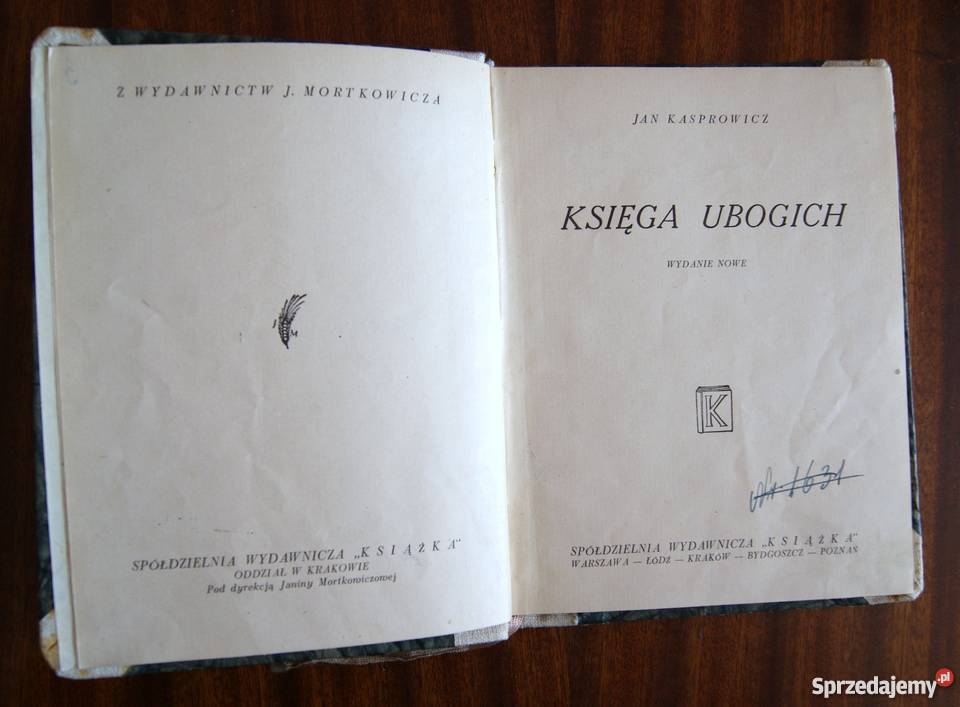 Z WYDAWNICTW J. MORTKOWICZA
M
SPÓŁDZIELNIA WYDAWNICZA „KSIĄŻKA"
ODDZIAŁ W KRAKOWIE
Pod dyrekcją Janiny Mortkowiczowej
JAN KASPROWICZ
KSIĘGA UBOGICH
WYDANIE NOWE
K
1631
SPÓŁDZIELNIA WYDAWNICZA „KSIĄŻKA"
WARSZAWA — ŁÓDŹ — KRAKÓW — BYDGOSZCZ — POZNAŃ
Sprzedajemy.pl